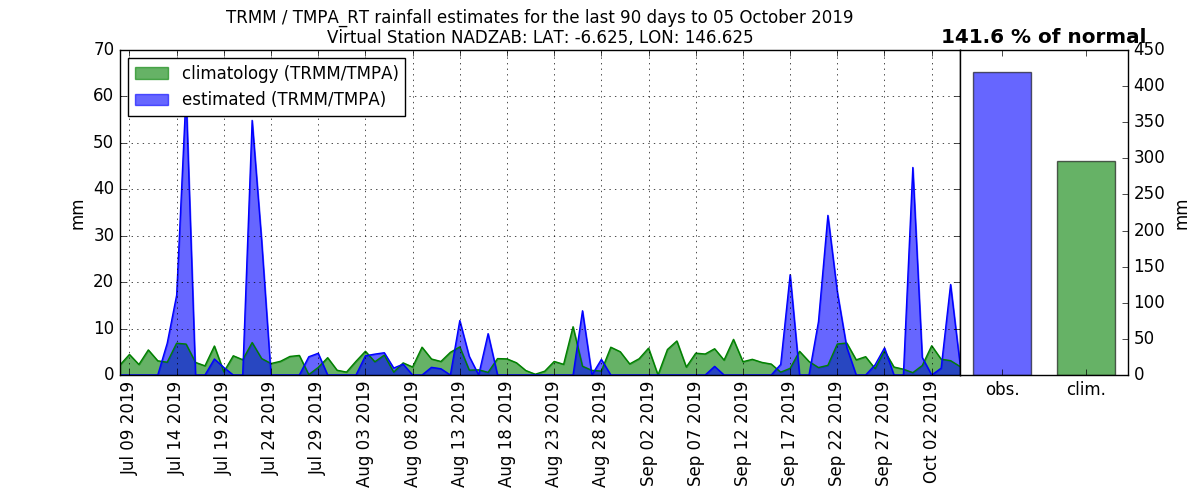 TRMM / TMPA_RT rainfall estimates for the last 90 days to 05 October 2019
Virtual Station NADZAB: LAT: -6.625, LON: 146.625
141.6 % of normal
climatology (TRMM/TMPA)
estimated (TRMM/TMPA)
70
60
50
40
30
20
10
0
mm
Jul 09 2019
Jul 14 2019
Jul 19 2019
Jul 24 2019
Jul 29 2019
Aug 03 2019
Aug 08 2019
Aug 13 2019
Aug 18 2019
Aug 23 2019
Aug 28 2019
Sep 02 2019
Sep 07 2019
Sep 12 2019
Sep 17 2019
Sep 22 2019
Sep 27 2019
Oct 02 2019
450
400
350
300
250
200
150
100
50
0
mm
obs.
clim.